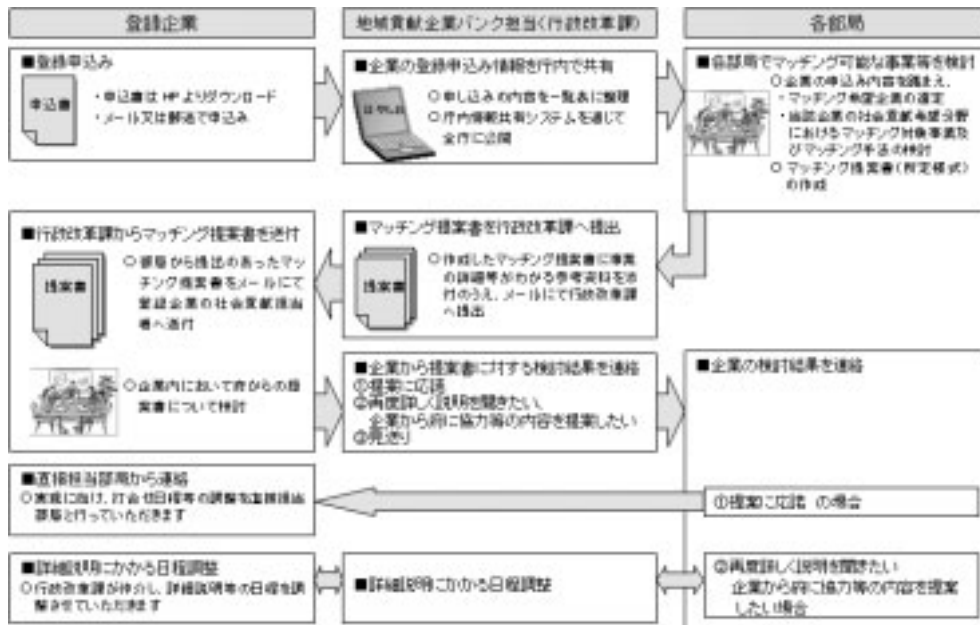 登録企業
地域貢献企業バンク担当(行政改革課)
各部局
■登録申込み
申込書
・申込書は HP よりダウンロード
・メール又は郵送で申込み
■企業の登録申込み情報を庁内で共有
○申し込みの内容を一覧表に整理
○庁内情報共有システムを通じて
全庁に公開
■各部局でマッチング可能な事業等を検討
○企業の申込み内容を踏まえ、
・マッチング希望企業の選定
・当該企業の社会貢献希望分野
におけるマッチング対象事業及
びマッチング手法の検討
○マッチング提案書(所定様式)
の作成
■行政改革課からマッチング提案書を送付
提案書
○部局から提出のあったマッ
チング提案書をメールにて
登録企業の社会貢献担当
者へ送付
■マッチング提案書を行政改革課へ提出
提案書
○作成したマッチング提案書に事業
の詳細等がわかる参考資料を添
付のうえ、メールにて行政改革課
へ提出
○企業内において府からの提
案書について検討
■企業から提案書に対する検討結果を連絡
①提案に応諾
②再度詳しく説明を聞きたい、
企業から府に協力等の内容を提案したい
③見送り
■企業の検討結果を連絡
■直接担当部局から連絡
○実施に向け、打合せ日程等の調整を直接担当
部局と行っていただきます
①提案に応諾 の場合
■詳細説明にかかる日程調整
○行政改革課が仲介し、詳細説明等の日程を調
整させていただきます
■詳細説明にかかる日程調整
②再度詳しく説明を聞きたい
企業から府に協力等の内容を提案
したい場合